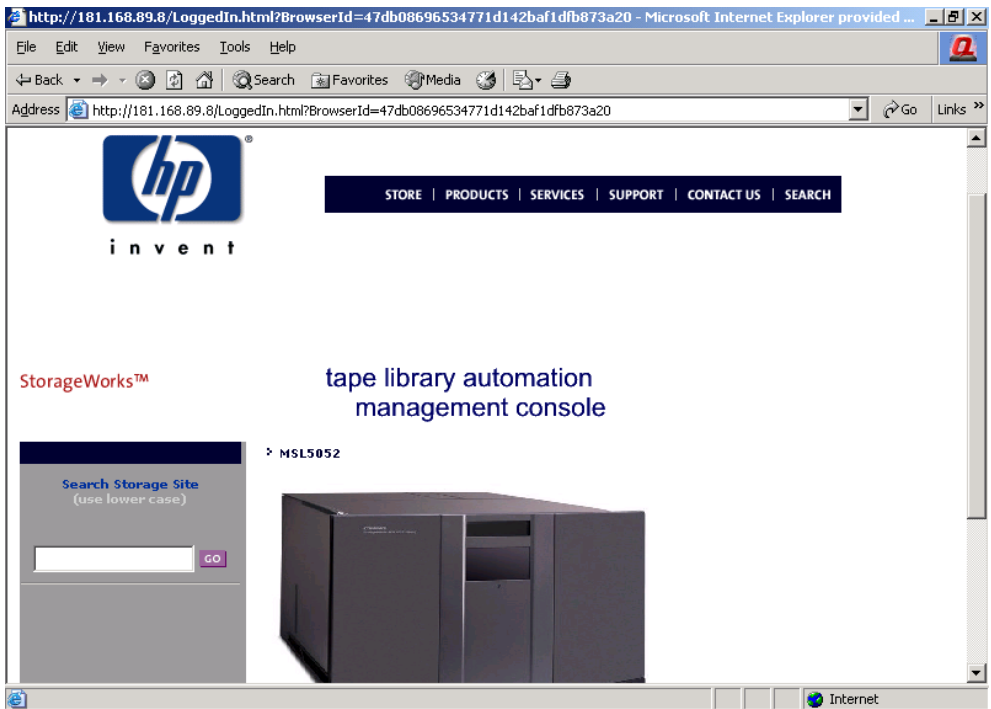 http://181.168.89.8/LoggedIn.html?BrowserId=47db08696534771d142baf1dfb873a20 - Microsoft Internet Explorer provided ...
File Edit View Favorites Tools Help
Back Search Favorites Media
Address http://181.168.89.8/LoggedIn.html?BrowserId=47db08696534771d142baf1dfb873a20 Go Links »
hp ®
invent
STORE | PRODUCTS | SERVICES | SUPPORT | CONTACT US | SEARCH
StorageWorks™
tape library automation
management console
MSL5052
Search Storage Site
(use lower case)
GO
Internet